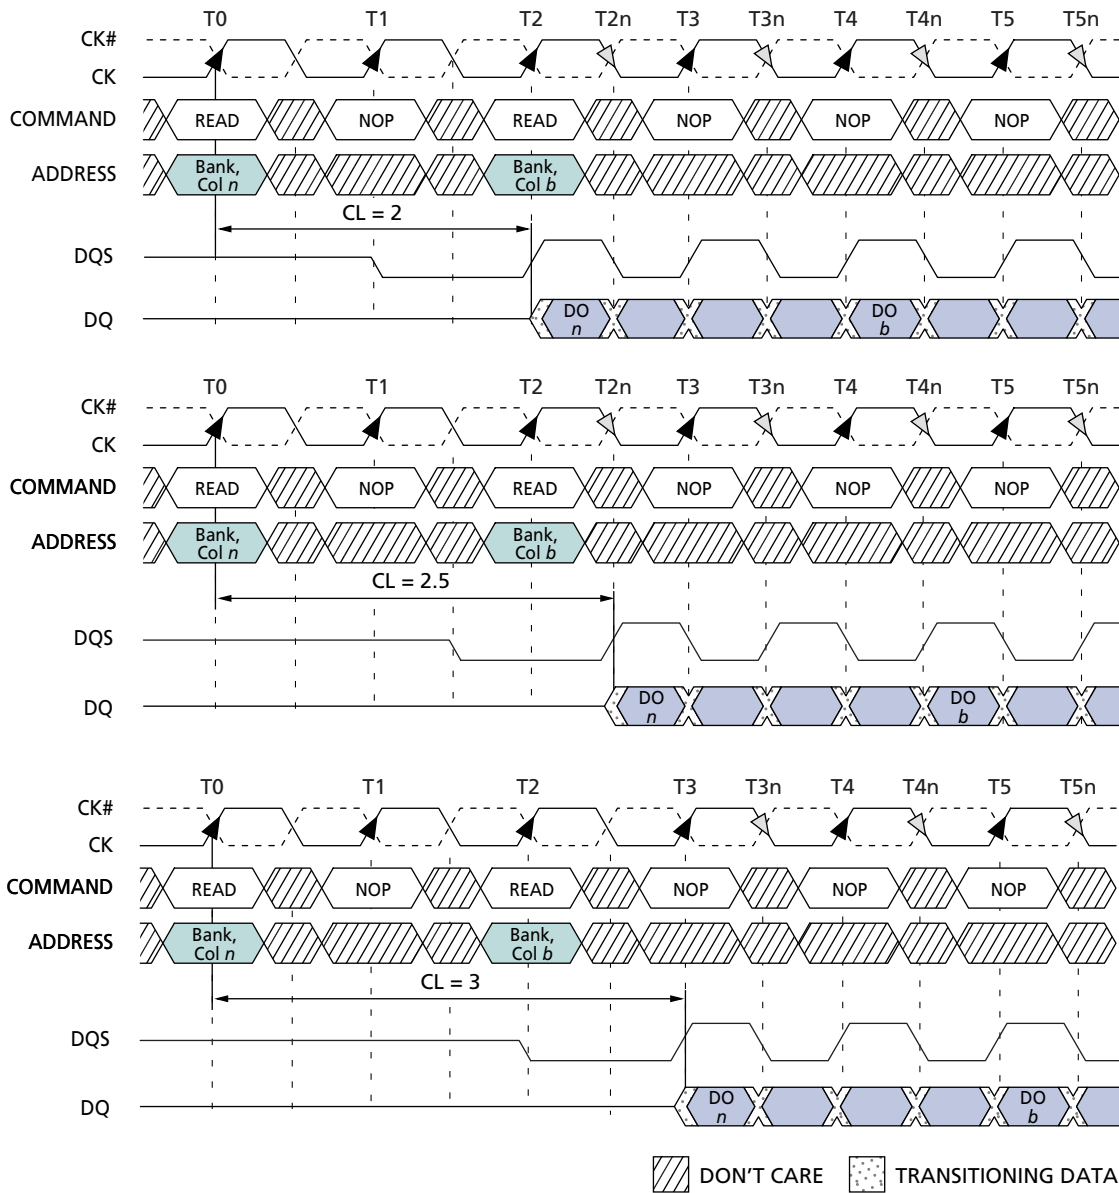 T0 T1 T2 T2n T3 T3n T4 T4n T5 T5n
CK#
CK
COMMAND READ NOP READ NOP NOP NOP
ADDRESS Bank, Col n Bank, Col b
CL = 2
DQS
DQ DO n DO b
T0 T1 T2 T2n T3 T3n T4 T4n T5 T5n
CK#
CK
COMMAND READ NOP READ NOP NOP NOP
ADDRESS Bank, Col n Bank, Col b
CL = 2.5
DQS
DQ DO n DO b
T0 T1 T2 T3 T3n T4 T4n T5 T5n
CK#
CK
COMMAND READ NOP READ NOP NOP NOP
ADDRESS Bank, Col n Bank, Col b
CL = 3
DQS
DQ DO n DO b
DON'T CARE TRANSITIONING DATA